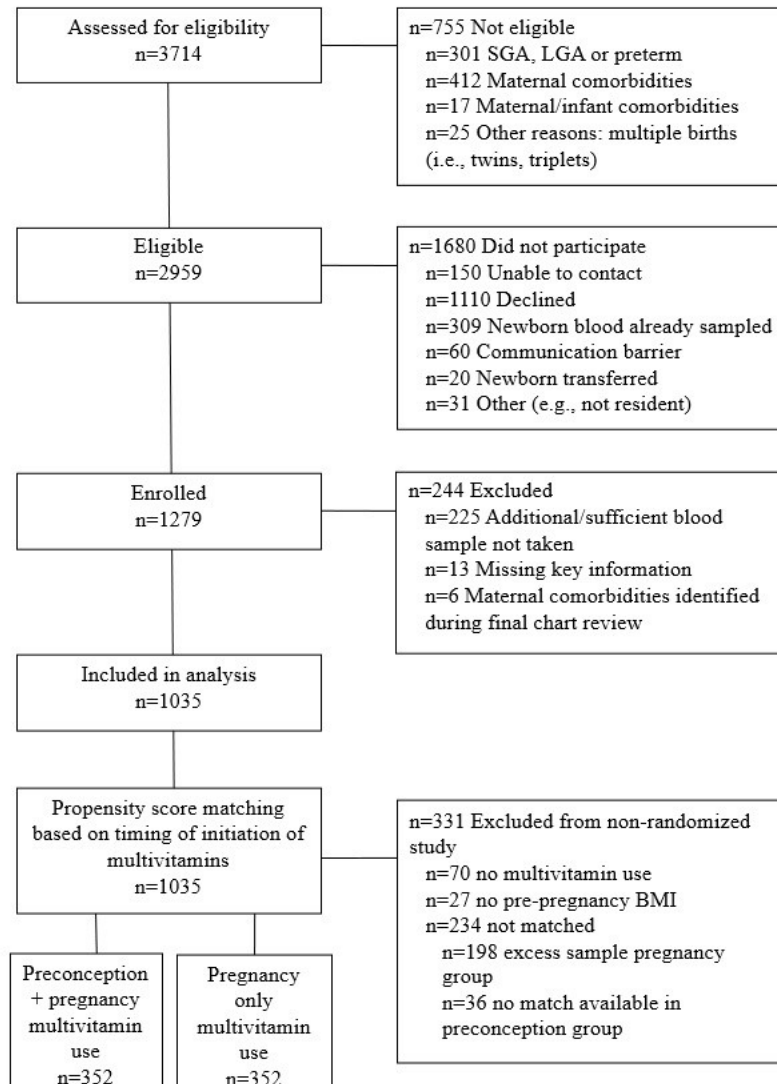 Assessed for eligibility
n=3714
n=755 Not eligible
n=301 SGA, LGA or preterm
n=412 Maternal comorbidities
n=17 Maternal/infant comorbidities
n=25 Other reasons: multiple births
(i.e., twins, triplets)
Eligible
n=2959
n=1680 Did not participate
n=150 Unable to contact
n=1110 Declined
n=309 Newborn blood already sampled
n=60 Communication barrier
n=20 Newborn transferred
n=31 Other (e.g., not resident)
Enrolled
n=1279
n=244 Excluded
n=225 Additional/sufficient blood
sample not taken
n=13 Missing key information
n=6 Maternal comorbidities identified
during final chart review
Included in analysis
n=1035
Propensity score matching
based on timing of initiation of
multivitamins
n=1035
n=331 Excluded from non-randomized
study
n=70 no multivitamin use
n=27 no pre-pregnancy BMI
n=234 not matched
n=198 excess sample pregnancy
group
n=36 no match available in
preconception group
Preconception
+ pregnancy
multivitamin
use
n=352
Pregnancy
only
multivitamin
use
n=352